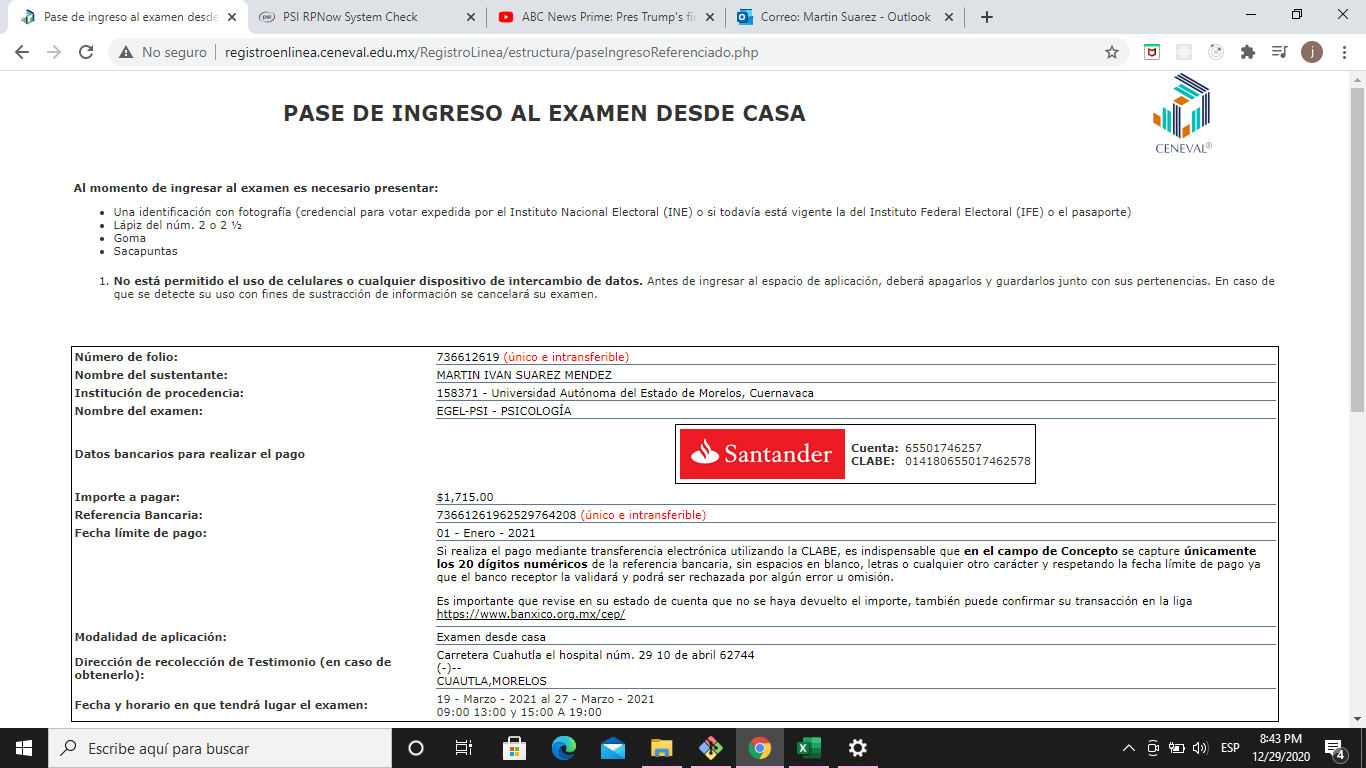 Pase de ingreso al examen desde
PSI RPNow System Check
ABC News Prime: Pres Trump's fir
Correo: Martin Suarez - Outlook
No seguro
registroenlinea.ceneval.edu.mx/RegistroLinea/estructura/paseIngresoReferenciado.php
j
PASE DE INGRESO AL EXAMEN DESDE CASA
CENEVAL®
Al momento de ingresar al examen es necesario presentar:
• Una identificación con fotografía (credencial para votar expedida por el Instituto Nacional Electoral (INE) o si todavía está vigente la del Instituto Federal Electoral (IFE) o el pasaporte)
• Lápiz del núm. 2 o 2 ½
• Goma
• Sacapuntas
1. No está permitido el uso de celulares o cualquier dispositivo de intercambio de datos. Antes de ingresar al espacio de aplicación, deberá apagarlos y guardarlos junto con sus pertenencias. En caso de
que se detecte su uso con fines de sustracción de información se cancelará su examen.
Número de folio: 736612619 (único e intransferible)
Nombre del sustentante: MARTIN IVAN SUAREZ MENDEZ
Institución de procedencia: 158371 - Universidad Autónoma del Estado de Morelos, Cuernavaca
Nombre del examen: EGEL-PSI - PSICOLOGÍA
Datos bancarios para realizar el pago
Santander
Cuenta: 65501746257
CLABE: 014180655017462578
Importe a pagar: $1,715.00
Referencia Bancaria: 73661261962529764208 (único e intransferible)
Fecha límite de pago: 01 - Enero - 2021
Si realiza el pago mediante transferencia electrónica utilizando la CLABE, es indispensable que en el campo de Concepto se capture únicamente
los 20 dígitos numéricos de la referencia bancaria, sin espacios en blanco, letras o cualquier otro carácter y respetando la fecha límite de pago ya
que el banco receptor la validará y podrá ser rechazada por algún error u omisión.
Es importante que revise en su estado de cuenta que no se haya devuelto el importe, también puede confirmar su transacción en la liga
https://www.banxico.org.mx/cep/
Modalidad de aplicación: Examen desde casa
Dirección de recolección de Testimonio (en caso de
obtenerlo):
Carretera Cuahutla el hospital núm. 29 10 de abril 62744
(-)--
CUAUTLA,MORELOS
Fecha y horario en que tendrá lugar el examen:
19 - Marzo - 2021 al 27 - Marzo - 2021
09:00 13:00 y 15:00 A 19:00
Escribe aquí para buscar
ESP
8:43 PM
12/29/2020
4